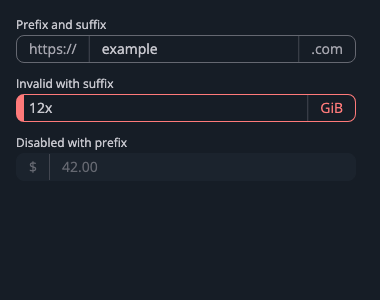 Prefix and suffix
https:// example .com
Invalid with suffix
12x GiB
Disabled with prefix
$ 42.00